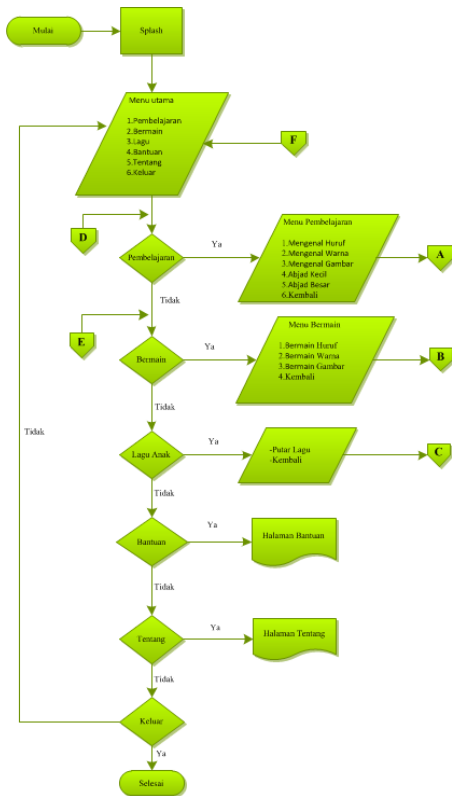 Mulai
Splash
Menu utama
1.Pembelajaran
2.Bermain
3.Lagu
4.Bantuan
5.Tentang
6.Keluar
F
D
Pembelajaran
Ya
Menu Pembelajaran
1.Mengenal Huruf
2.Mengenal Warna
3.Mengenal Gambar
4.Abjad Kecil
5.Abjad Besar
6.Kembali
A
Tidak
E
Bermain
Ya
Menu Bermain
1.Bermain Huruf
2.Bermain Warna
3.Bermain Gambar
4.Kembali
B
Tidak
Tidak
Lagu Anak
Ya
-Putar Lagu
-Kembali
C
Tidak
Bantuan
Ya
Halaman Bantuan
Tidak
Tentang
Ya
Halaman Tentang
Tidak
Keluar
Ya
Selesai